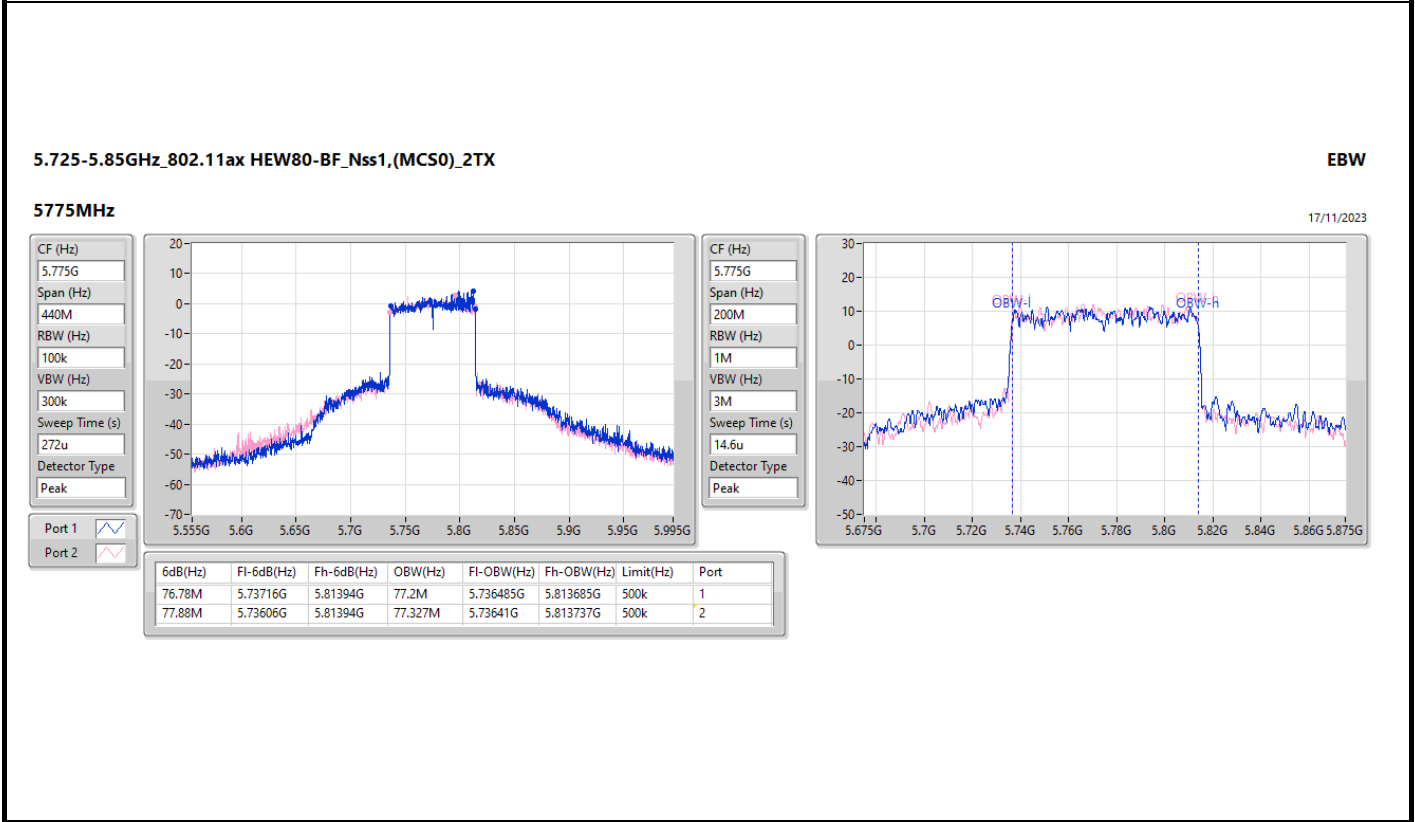 5.725-5.85GHz_802.11ax HEW80-BF_Nss1,(MCS0)_2TX
EBW
5775MHz
17/11/2023
CF (Hz)
5.775G
Span (Hz)
440M
RBW (Hz)
100k
VBW (Hz)
300k
Sweep Time (s)
272u
Detector Type
Peak
Port 1
Port 2
20
10
0
-10
-20
-30
-40
-50
-60
-70
5.555G 5.6G 5.65G 5.7G 5.75G 5.8G 5.85G 5.9G 5.95G 5.995G
CF (Hz)
5.775G
Span (Hz)
200M
RBW (Hz)
1M
VBW (Hz)
3M
Sweep Time (s)
14.6u
Detector Type
Peak
30
20
10
0
-10
-20
-30
-40
-50
OBW-l OBW-h
5.675G 5.7G 5.72G 5.74G 5.76G 5.78G 5.8G 5.82G 5.84G 5.86G 5.875G
6dB(Hz) Fl-6dB(Hz) Fh-6dB(Hz) OBW(Hz) Fl-OBW(Hz) Fh-OBW(Hz) Limit(Hz) Port
76.78M 5.73716G 5.81394G 77.2M 5.736485G 5.813685G 500k 1
77.88M 5.73606G 5.81394G 77.327M 5.73641G 5.813737G 500k 2